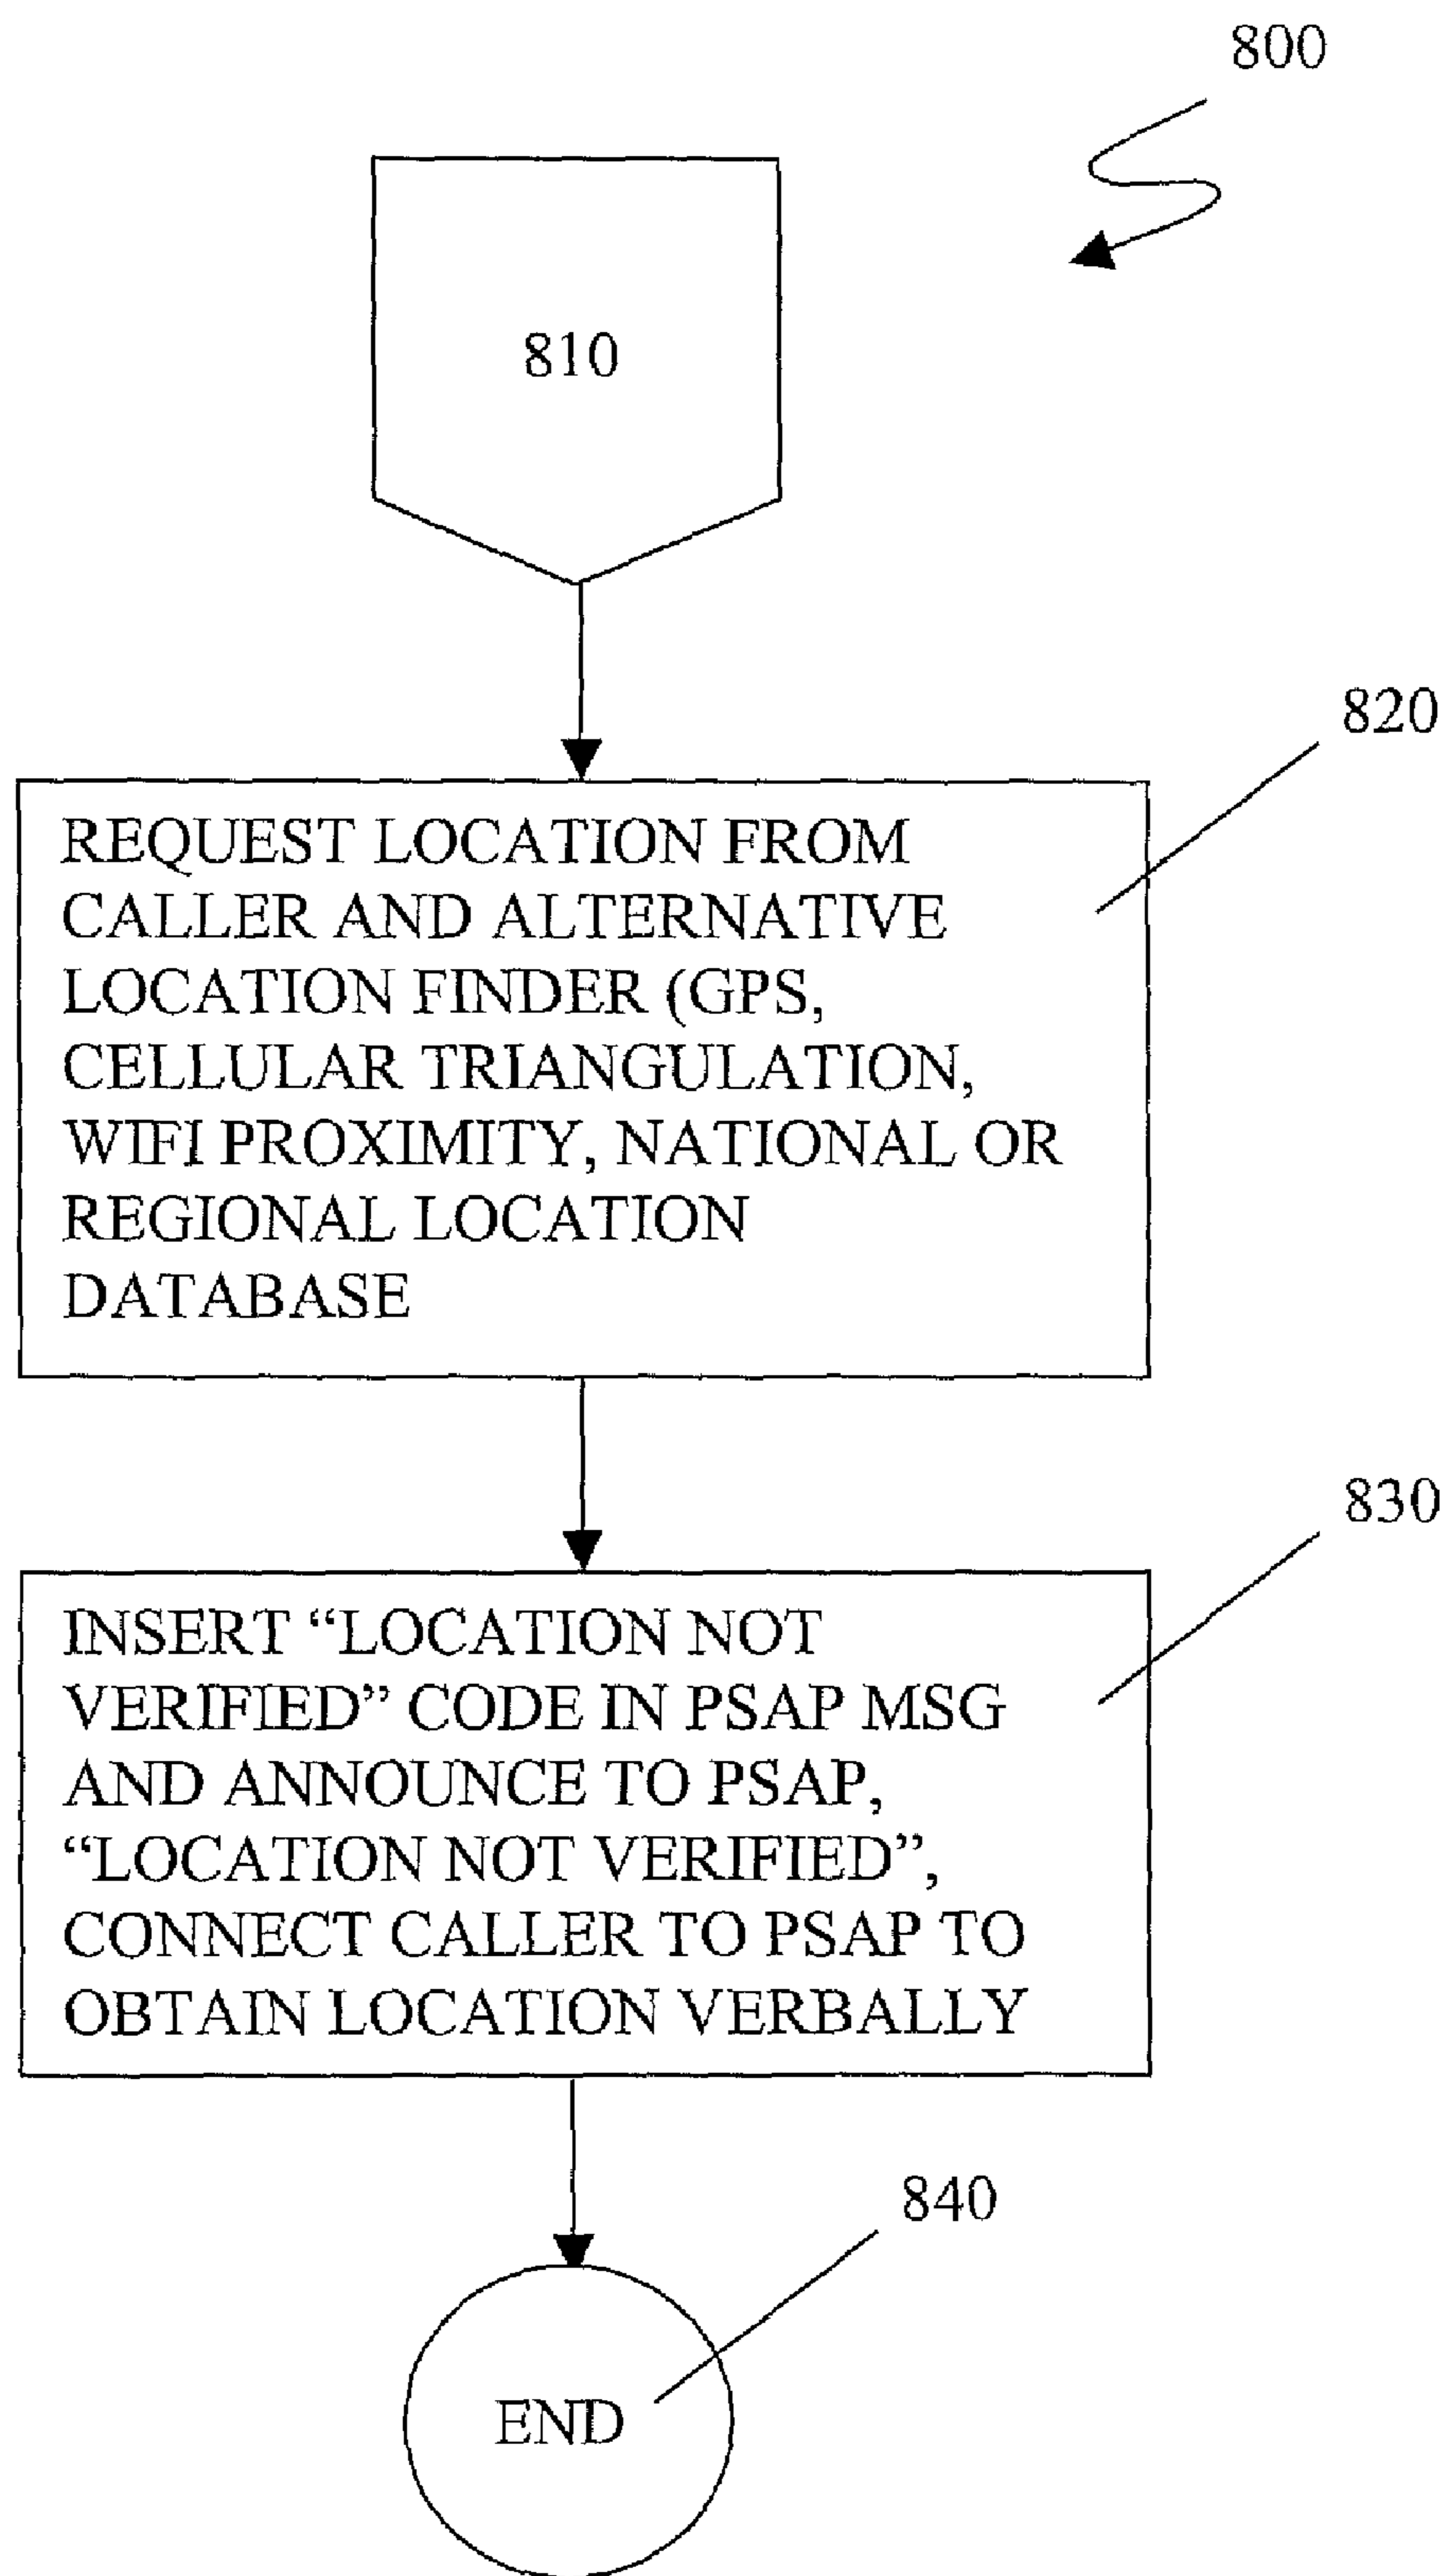 800
810
820
REQUEST LOCATION FROM
CALLER AND ALTERNATIVE
LOCATION FINDER (GPS,
CELLULAR TRIANGULATION,
WIFI PROXIMITY, NATIONAL OR
REGIONAL LOCATION
DATABASE
830
INSERT “LOCATION NOT
VERIFIED” CODE IN PSAP MSG
AND ANNOUNCE TO PSAP,
“LOCATION NOT VERIFIED”,
CONNECT CALLER TO PSAP TO
OBTAIN LOCATION VERBALLY
840
END